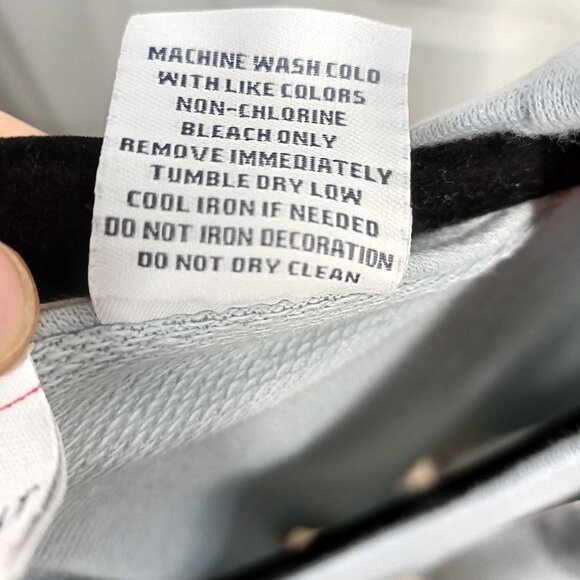 MACHINE WASH COLD
WITH LIKE COLORS
NON-CHLORINE
BLEACH ONLY
REMOVE IMMEDIATELY
TUMBLE DRY LOW
COOL IRON IF NEEDED
DO NOT IRON DECORATION
DO NOT DRY CLEAN